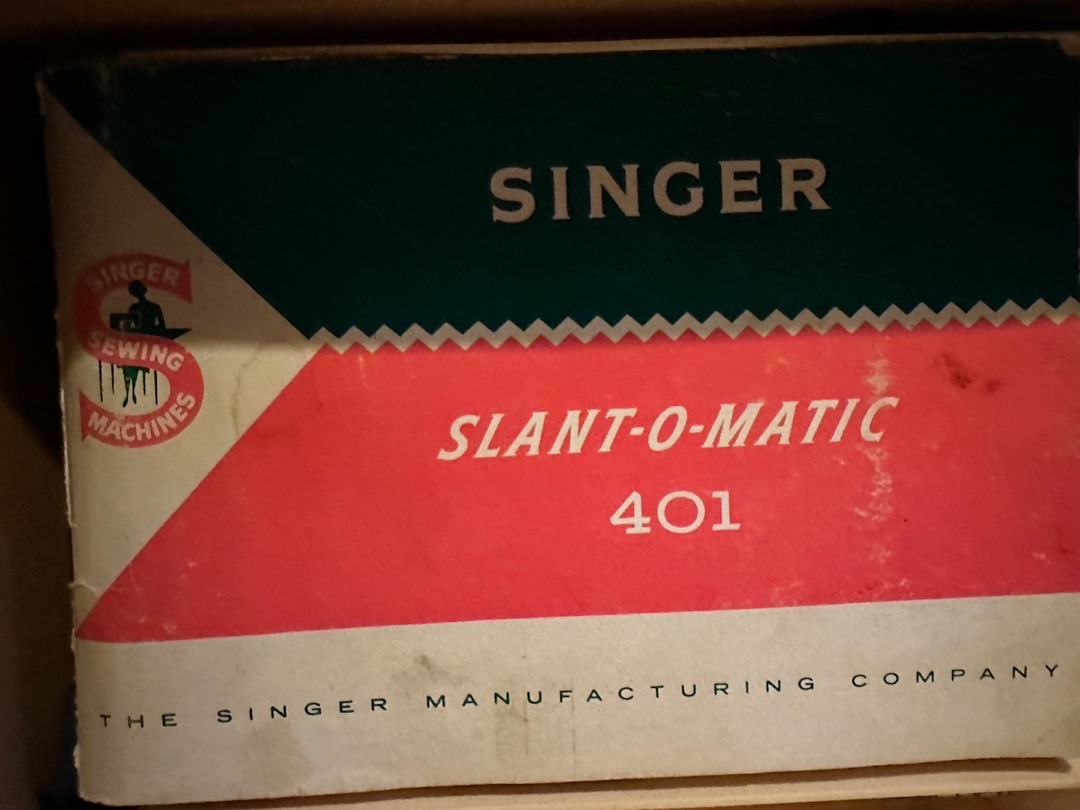 SINGER
SINGER
SEWING
MACHINES
SLANT-O-MATIC
401
THE SINGER MANUFACTURING COMPANY